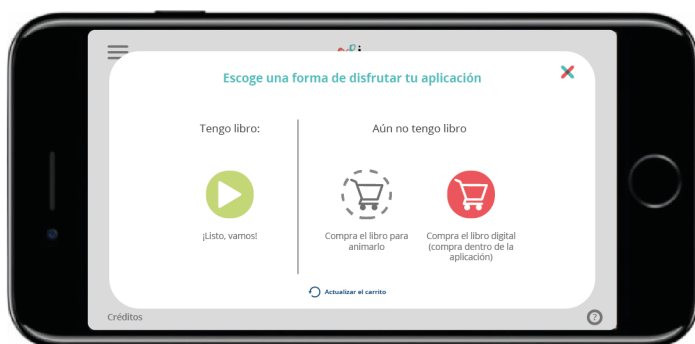 Escoge una forma de disfrutar tu aplicación
Tengo libro:
¡Listo, vamos!
Aún no tengo libro
Compra el libro para
animarlo
Compra el libro digital
(compra dentro de la
aplicación)
Actualizar el carrito
Créditos
?